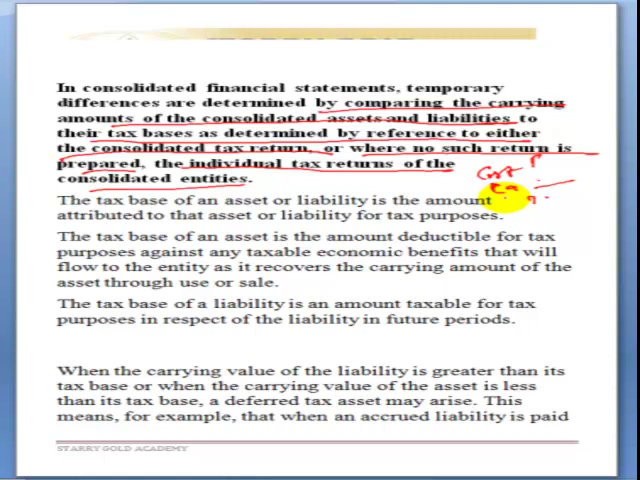 In consolidated financial statements, temporary
differences are determined by comparing the carrying
amounts of the consolidated assets and liabilities to
their tax bases as determined by reference to either
the consolidated tax return, or where no such return is
prepared, the individual tax returns of the
consolidated entities.
Cost
The tax base of an asset or liability is the amount
attributed to that asset or liability for tax purposes.
The tax base of an asset is the amount deductible for tax
purposes against any taxable economic benefits that will
flow to the entity as it recovers the carrying amount of the
asset through use or sale.
The tax base of a liability is an amount taxable for tax
purposes in respect of the liability in future periods.
When the carrying value of the liability is greater than its
tax base or when the carrying value of the asset is less
than its tax base, a deferred tax asset may arise. This
means, for example, that when an accrued liability is paid
STARRY GOLD ACADEMY